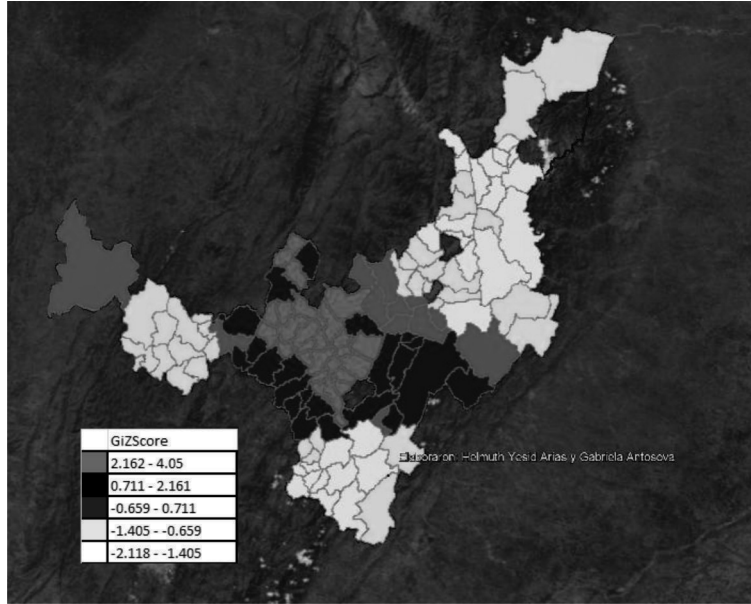 Elaboraron: Helmuth Yesid Arias y Gabriela Antosova
GiZScore
2.162 - 4.05
0.711 - 2.161
-0.659 - 0.711
-1.405 - -0.659
-2.118 - -1.405